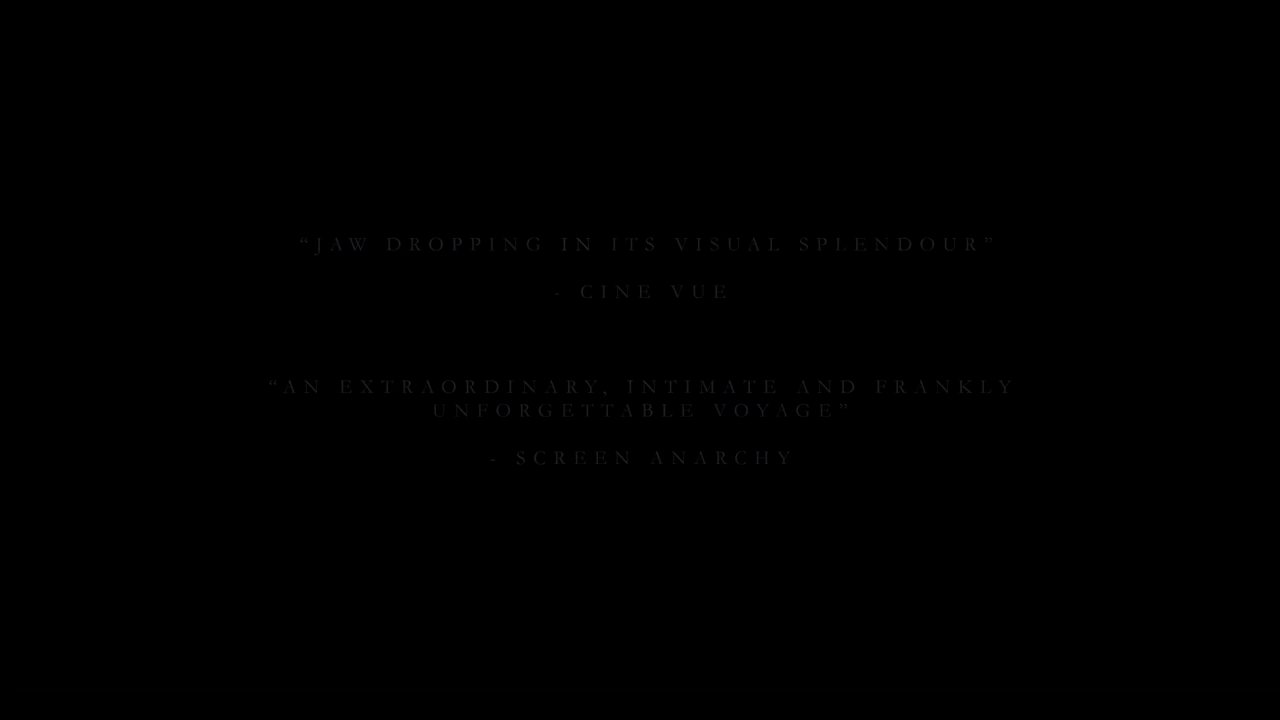 “JAW DROPPING IN ITS VISUAL SPLENDOUR”
- CINE VUE
“AN EXTRAORDINARY, INTIMATE AND FRANKLY
UNFORGETTABLE VOYAGE”
- SCREEN ANARCHY